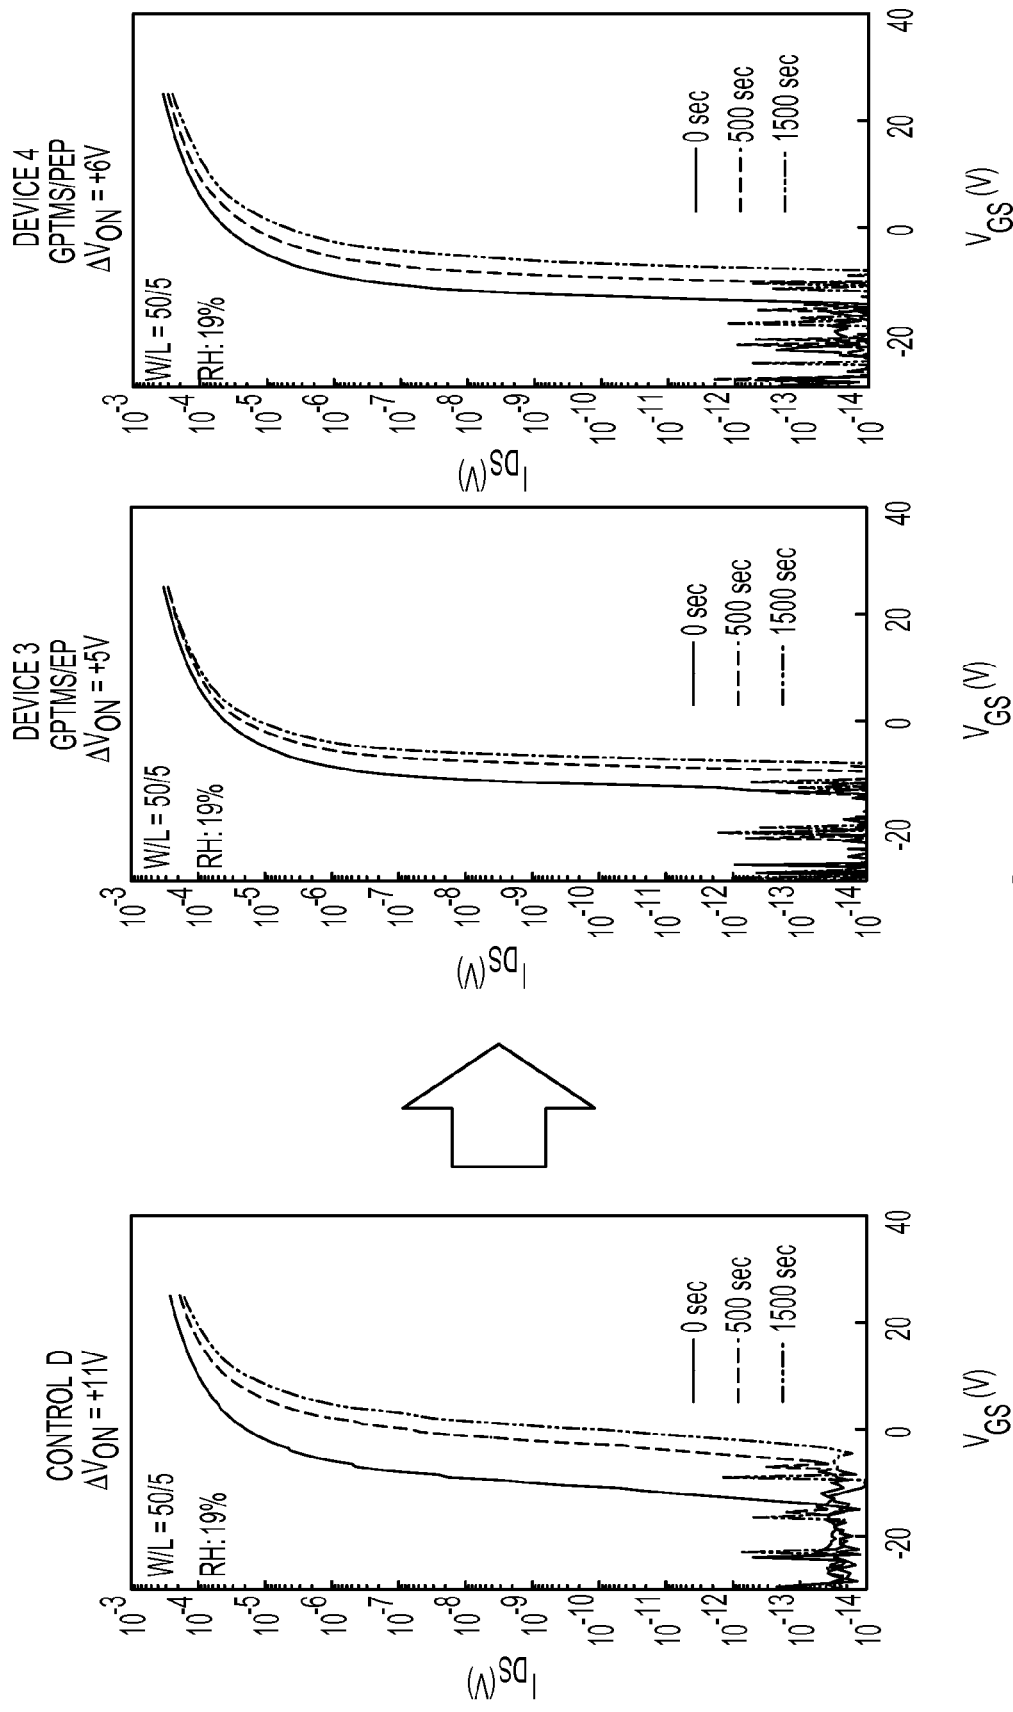 CONTROL D
ΔV_ON = +11V
W/L = 50/5
RH: 19%
I_DS (V)
10^-3
10^-4
10^-5
10^-6
10^-7
10^-8
10^-9
10^-10
10^-11
10^-12
10^-13
10^-14
0 sec
500 sec
1500 sec
-20
0
20
40
V_GS (V)
DEVICE 3
GPTMS/EP
ΔV_ON = +5V
W/L = 50/5
RH: 19%
I_DS (V)
10^-3
10^-4
10^-5
10^-6
10^-7
10^-8
10^-9
10^-10
10^-11
10^-12
10^-13
10^-14
0 sec
500 sec
1500 sec
-20
0
20
40
V_GS (V)
DEVICE 4
GPTMS/PEP
ΔV_ON = +6V
W/L = 50/5
RH: 19%
I_DS (V)
10^-3
10^-4
10^-5
10^-6
10^-7
10^-8
10^-9
10^-10
10^-11
10^-12
10^-13
10^-14
0 sec
500 sec
1500 sec
-20
0
20
40
V_GS (V)